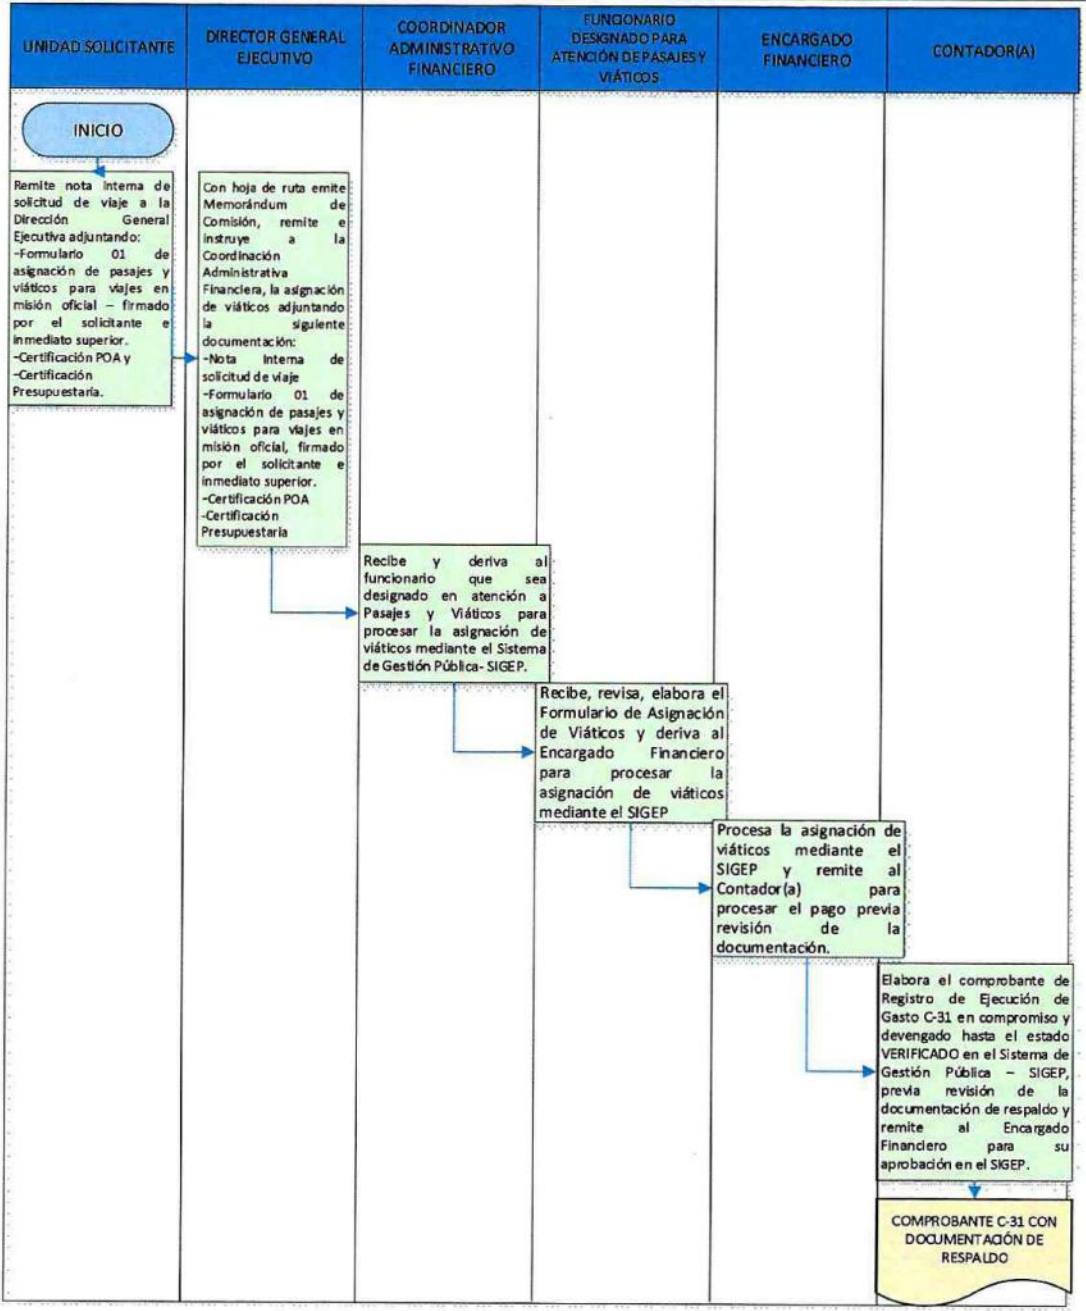 UNIDAD SOLICITANTE
DIRECTOR GENERAL
EJECUTIVO
COORDINADOR
ADMINISTRATIVO
FINANCIERO
FUNCIONARIO
DESIGNADO PARA
ATENCIÓN DE PASAJES Y
VIÁTICOS
ENCARGADO
FINANCIERO
CONTADOR(A)
INICIO
Remite nota interna de
solicitud de viaje a la
Dirección General
Ejecutiva adjuntando:
-Formulario 01 de
asignación de pasajes y
viáticos para viajes en
misión oficial – firmado
por el solicitante e
inmediato superior.
-Certificación POA y
-Certificación
Presupuestaria.
Con hoja de ruta emite
Memorándum de
Comisión, remite e
instruye a la
Coordinación
Administrativa
Financiera, la asignación
de viáticos adjuntando
la siguiente
documentación:
-Nota Interna de
solicitud de viaje
-Formulario 01 de
asignación de pasajes y
viáticos para viajes en
misión oficial, firmado
por el solicitante e
inmediato superior.
-Certificación POA
-Certificación
Presupuestaria
Recibe y deriva al
funcionario que sea
designado en atención a
Pasajes y Viáticos para
procesar la asignación de
viáticos mediante el Sistema
de Gestión Pública- SIGEP.
Recibe, revisa, elabora el
Formulario de Asignación
de Viáticos y deriva al
Encargado Financiero
para procesar la
asignación de viáticos
mediante el SIGEP
Procesa la asignación de
viáticos mediante el
SIGEP y remite al
Contador(a) para
procesar el pago previa
revisión de la
documentación.
Elabora el comprobante de
Registro de Ejecución de
Gasto C-31 en compromiso y
devengado hasta el estado
VERIFICADO en el Sistema de
Gestión Pública – SIGEP,
previa revisión de la
documentación de respaldo y
remite al Encargado
Financiero para su
aprobación en el SIGEP.
COMPROBANTE C-31 CON
DOCUMENTACIÓN DE
RESPALDO